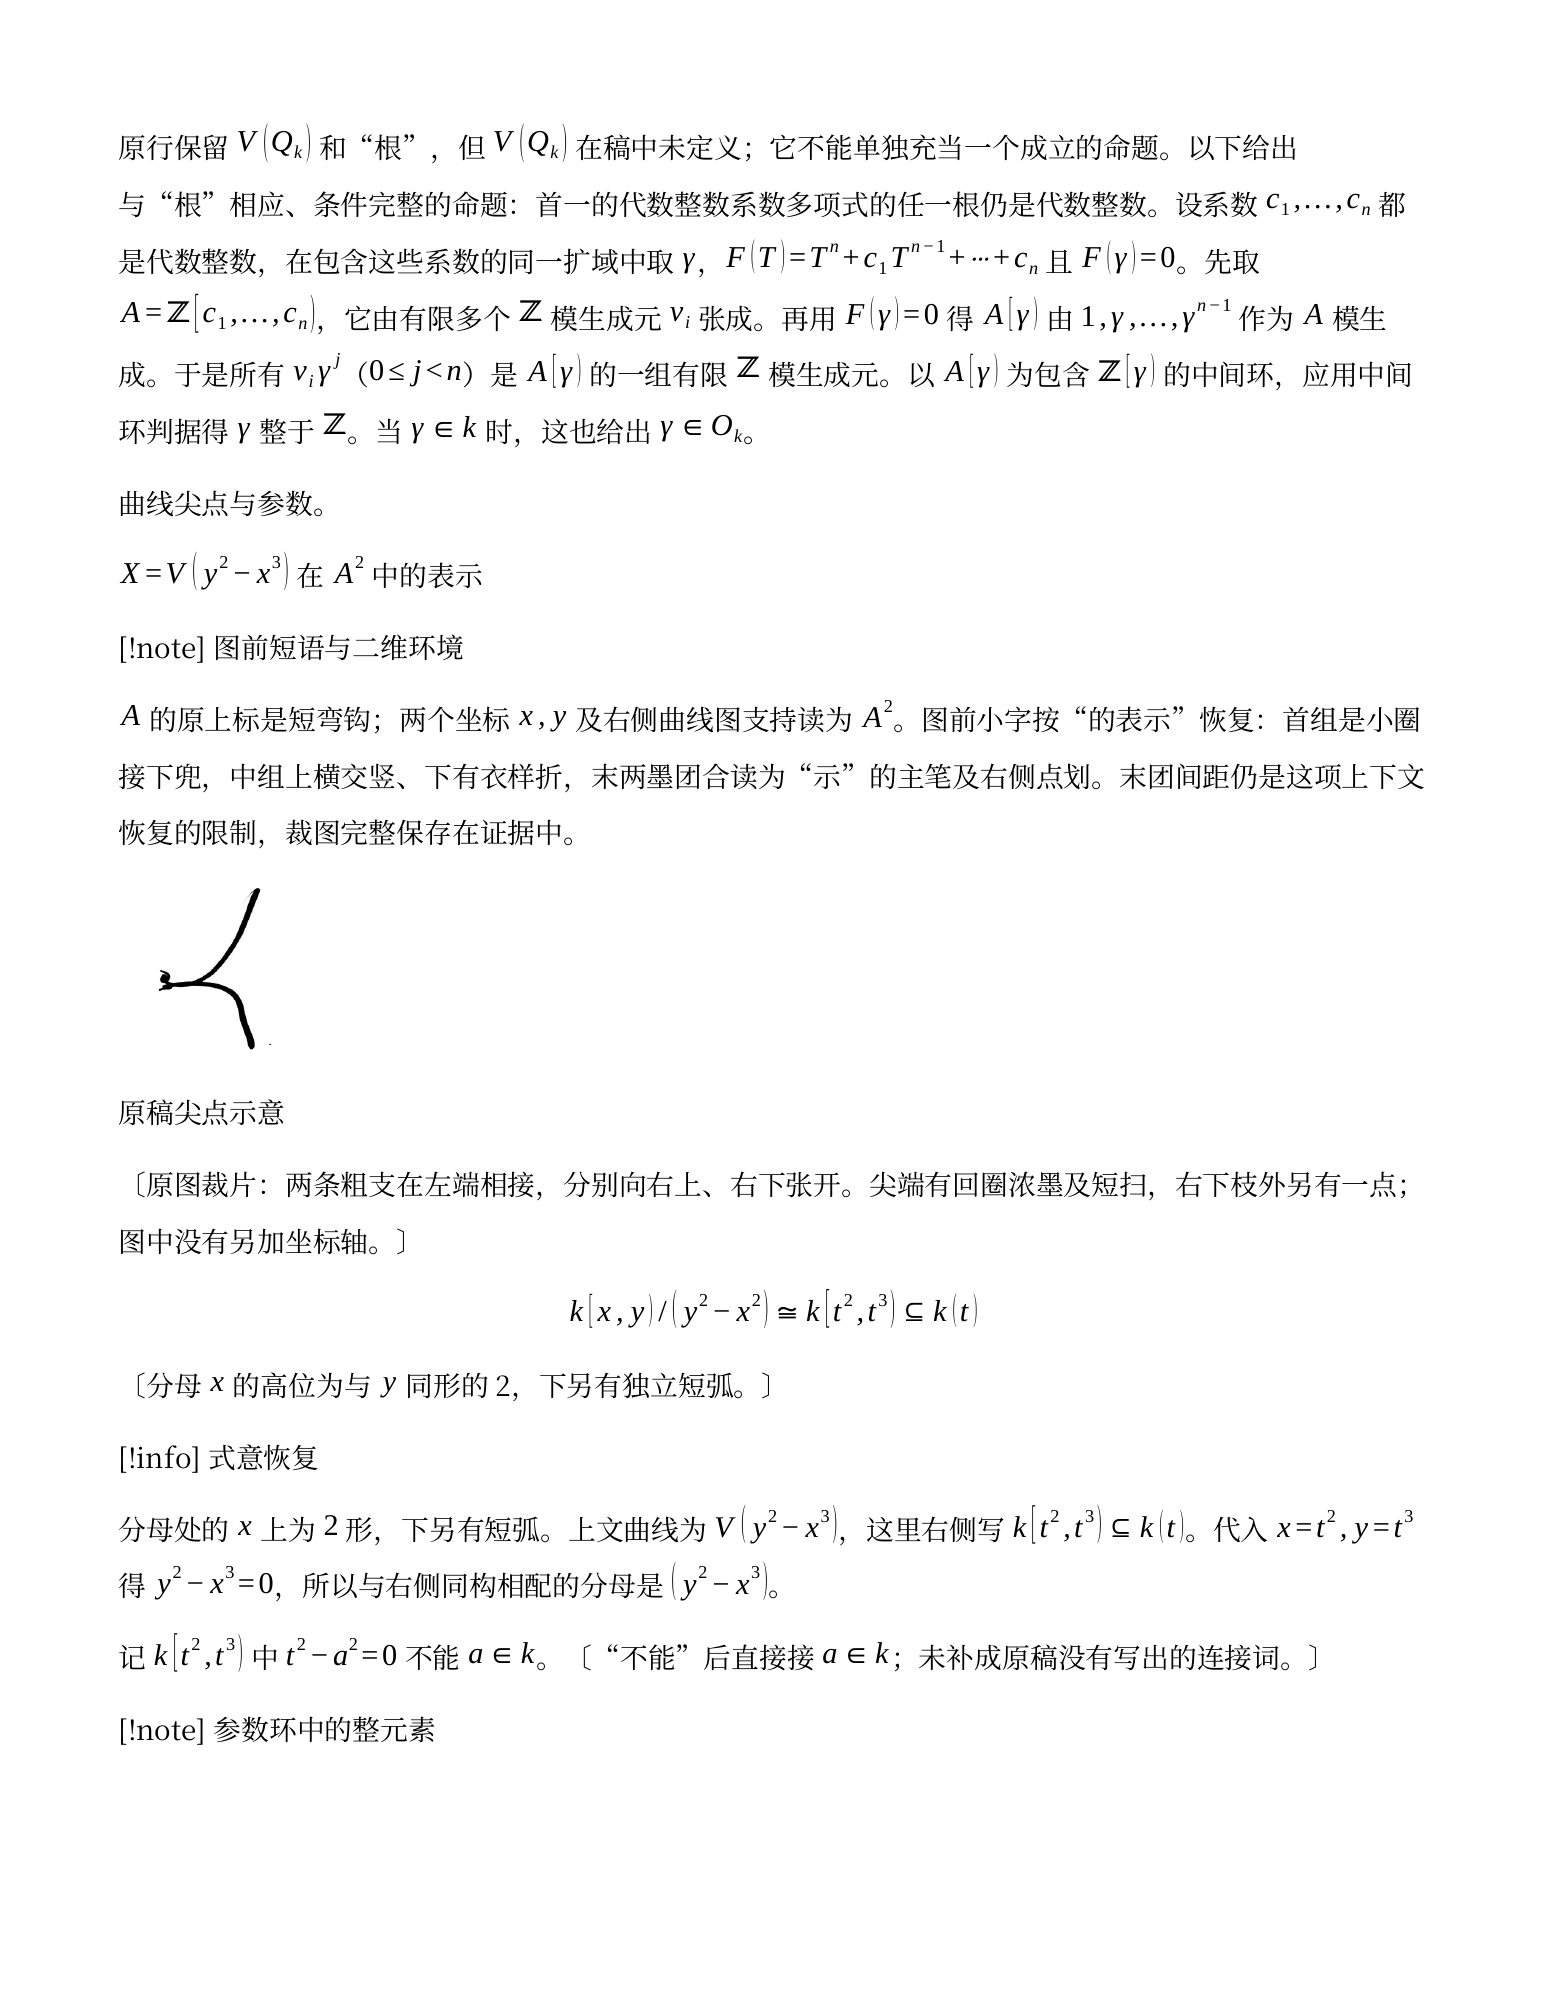 原行保留 V(Q_k) 和“根”，但 V(Q_k) 在稿中未定义；它不能单独充当一个成立的命题。以下给出
与“根”相应、条件完整的命题：首一的代数整数系数多项式的任一根仍是代数整数。设系数 c_1,…,c_n 都
是代数整数，在包含这些系数的同一扩域中取 γ，F(T)=T^n+c_1T^{n−1}+⋯+c_n 且 F(γ)=0。先取
A=ℤ[c_1,…,c_n)，它由有限多个 ℤ 模生成元 v_i 张成。再用 F(γ)=0 得 A[γ) 由 1,γ,…,γ^{n−1} 作为 A 模生
成。于是所有 v_iγ^j（0≤j<n）是 A[γ) 的一组有限 ℤ 模生成元。以 A[γ) 为包含 ℤ[γ) 的中间环，应用中间
环判据得 γ 整于 ℤ。当 γ∈k 时，这也给出 γ∈O_k。
曲线尖点与参数。
X=V(y^2−x^3) 在 A^2 中的表示
[!note] 图前短语与二维环境
A 的原上标是短弯钩；两个坐标 x,y 及右侧曲线图支持读为 A^2。图前小字按“的表示”恢复：首组是小圈
接下兜，中组上横交竖、下有衣样折，末两墨团合读为“示”的主笔及右侧点划。末团间距仍是这项上下文
恢复的限制，裁图完整保存在证据中。
原稿尖点示意
〔原图裁片：两条粗支在左端相接，分别向右上、右下张开。尖端有回圈浓墨及短扫，右下枝外另有一点；
图中没有另加坐标轴。〕
k[x,y)/(y^2−x^2)≅k[t^2,t^3)⊆k(t)
〔分母 x 的高位为与 y 同形的 2，下另有独立短弧。〕
[!info] 式意恢复
分母处的 x 上为 2 形，下另有短弧。上文曲线为 V(y^2−x^3)，这里右侧写 k[t^2,t^3)⊆k(t)。代入 x=t^2,y=t^3
得 y^2−x^3=0，所以与右侧同构相配的分母是 (y^2−x^3)。
记 k[t^2,t^3) 中 t^2−a^2=0 不能 a∈k。〔“不能”后直接接 a∈k；未补成原稿没有写出的连接词。〕
[!note] 参数环中的整元素